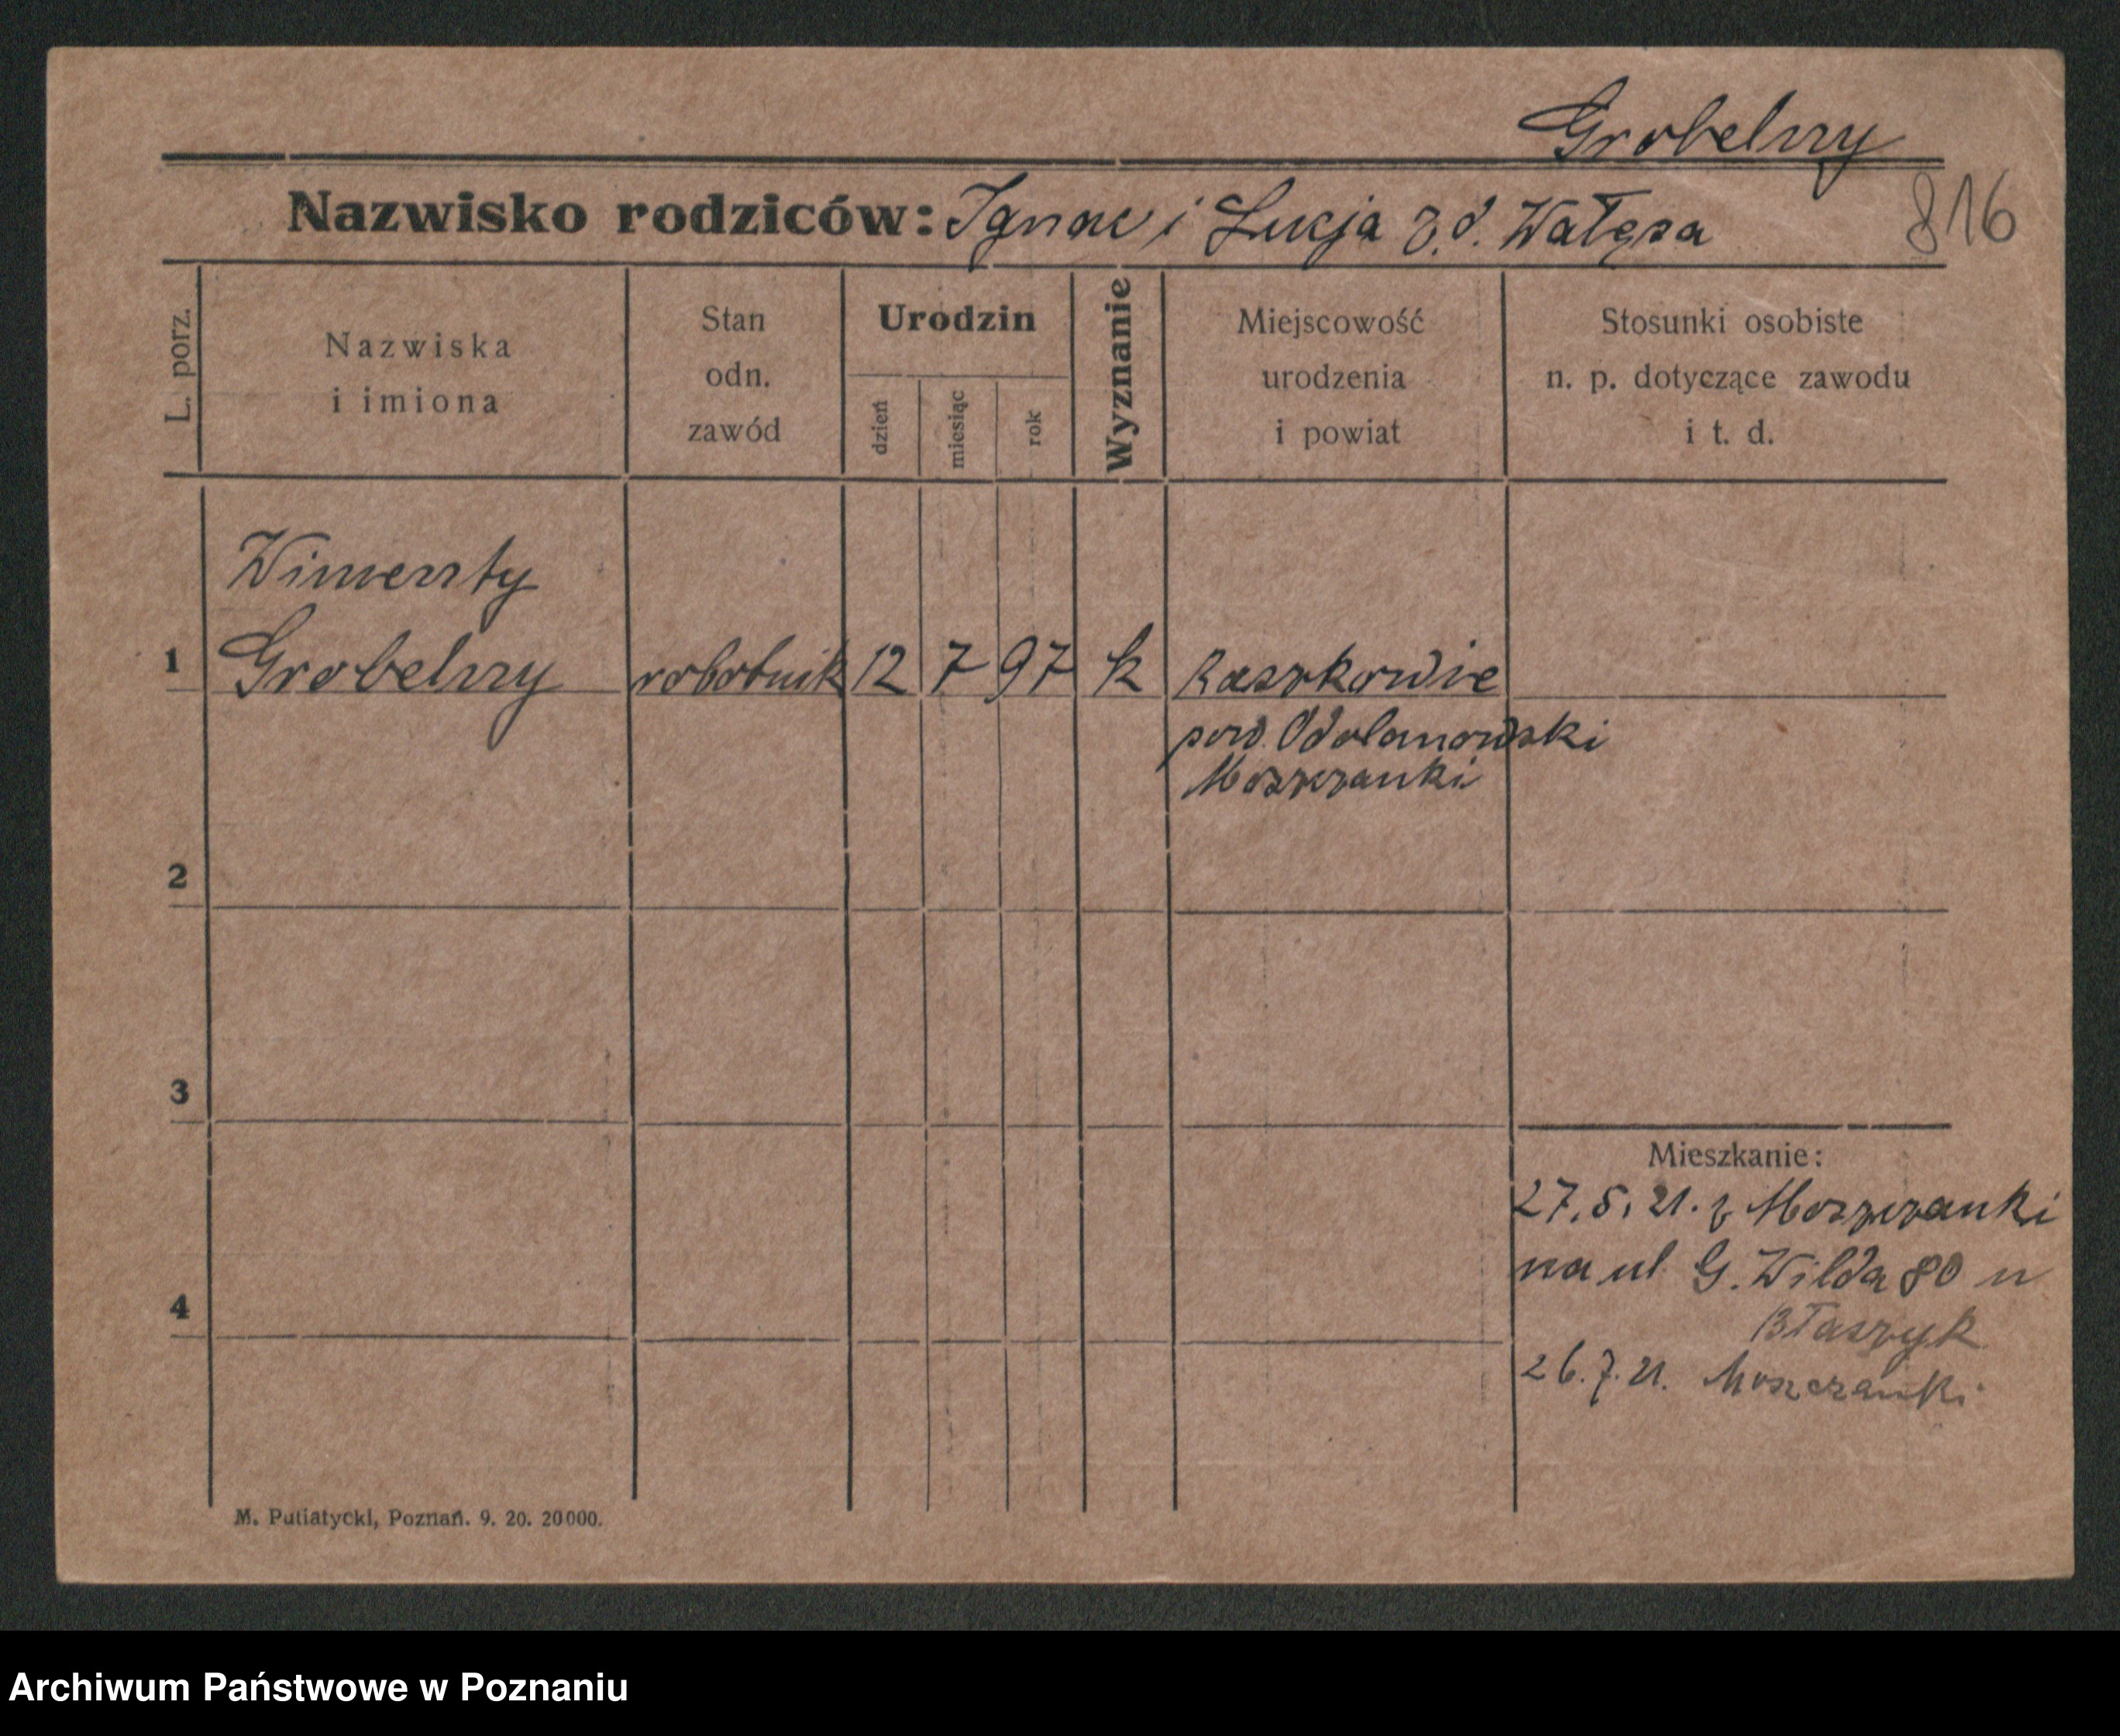 Grobelny
Nazwisko rodziców: Ignac i Łucja z d. Wałęsa
816
L. porz.
Nazwiska
i imiona
Stan
odn.
zawód
Urodzin
dzień
miesiąc
rok
Wyznanie
Miejscowość
urodzenia
i powiat
Stosunki osobiste
n. p. dotyczące zawodu
i t. d.
Wincenty
1 Grobelny robotnik 12 7 97 k Raszkowie
pow. Odolanowski
Moszczanki
2
3
Mieszkanie:
27.5.21. z Moszczanki
na ul G. Wilda 80 u
4
Błaszyk
26.7.21. Moszczanki
M. Putiatycki, Poznań. 9. 20. 20000.
Archiwum Państwowe w Poznaniu